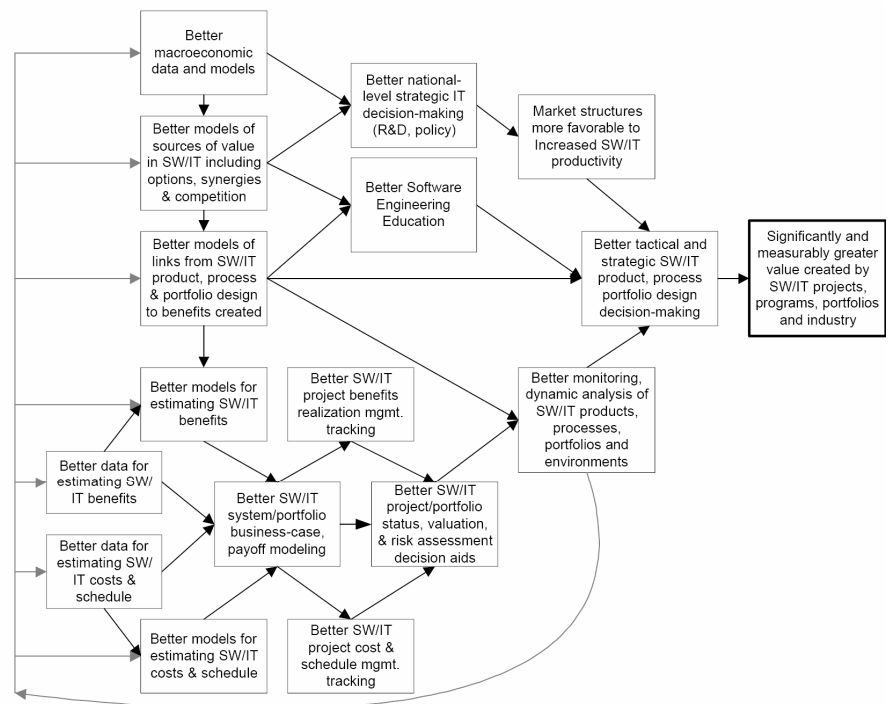 Better
macroeconomic
data and models
Better national-
level strategic IT
decision-making
(R&D, policy)
Market structures
more favorable to
Increased SW/IT
productivity
Better models of
sources of value
in SW/IT including
options, synergies
& competition
Better Software
Engineering
Education
Better models of
links from SW/IT
product, process
& portfolio design
to benefits created
Better tactical and
strategic SW/IT
product, process
portfolio design
decision-making
Significantly and
measurably greater
value created by
SW/IT projects,
programs, portfolios
and industry
Better models for
estimating SW/IT
benefits
Better SW/IT
project benefits
realization mgmt.
tracking
Better monitoring,
dynamic analysis of
SW/IT products,
processes,
portfolios and
environments
Better data for
estimating SW/
IT benefits
Better SW/IT
system/portfolio
business-case,
payoff modeling
Better SW/IT
project/portfolio
status, valuation,
& risk assessment
decision aids
Better data for
estimating SW/
IT costs &
schedule
Better models for
estimating SW/IT
costs & schedule
Better SW/IT
project cost &
schedule mgmt.
tracking